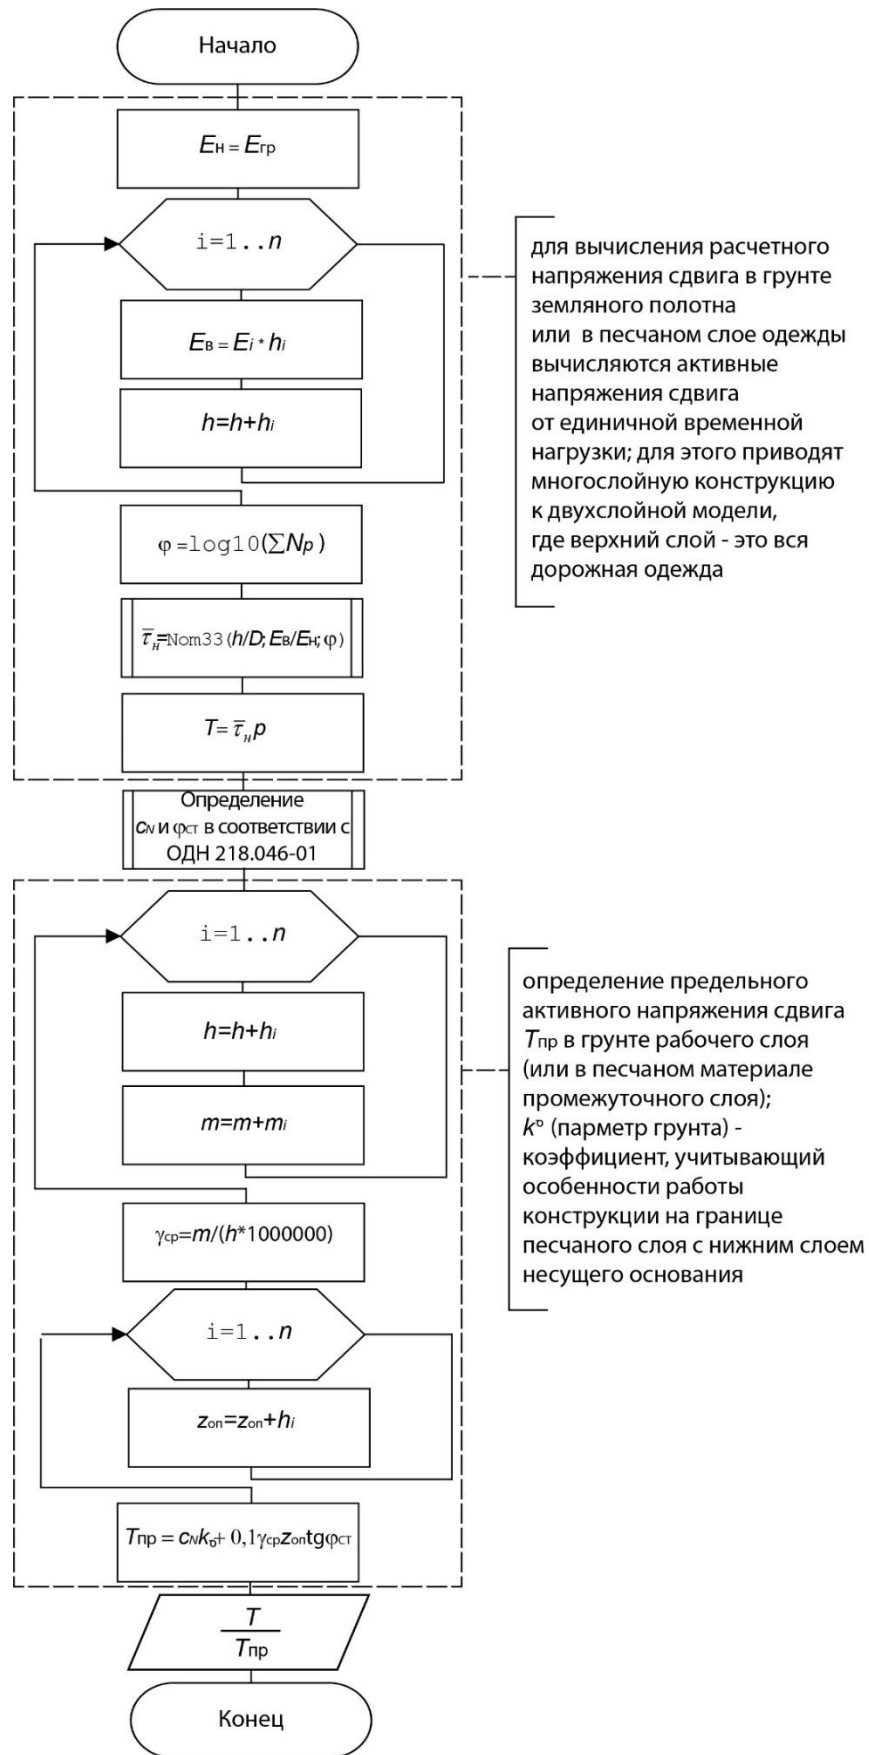 Начало
Eн = Eгр
i=1..n
Eв = Ei * hi
h=h+hi
φ =log10(∑Np )
τ̅н=Nom33(h/D; Eв/Eн; φ)
T= τ̅н p
для вычисления расчетного
напряжения сдвига в грунте
земляного полотна
или в песчаном слое одежды
вычисляются активные
напряжения сдвига
от единичной временной
нагрузки; для этого приводят
многослойную конструкцию
к двухслойной модели,
где верхний слой - это вся
дорожная одежда
Определение
cN и φст в соответствии с
ОДН 218.046-01
i=1..n
h=h+hi
m=m+mi
γср=m/(h*1000000)
i=1..n
zоп=zоп+hi
Tпр = cN kъ+ 0,1γсрzопtgφст
определение предельного
активного напряжения сдвига
Tпр в грунте рабочего слоя
(или в песчаном материале
промежуточного слоя);
kъ (парметр грунта) -
коэффициент, учитывающий
особенности работы
конструкции на границе
песчаного слоя с нижним слоем
несущего основания
T
Tпр
Конец